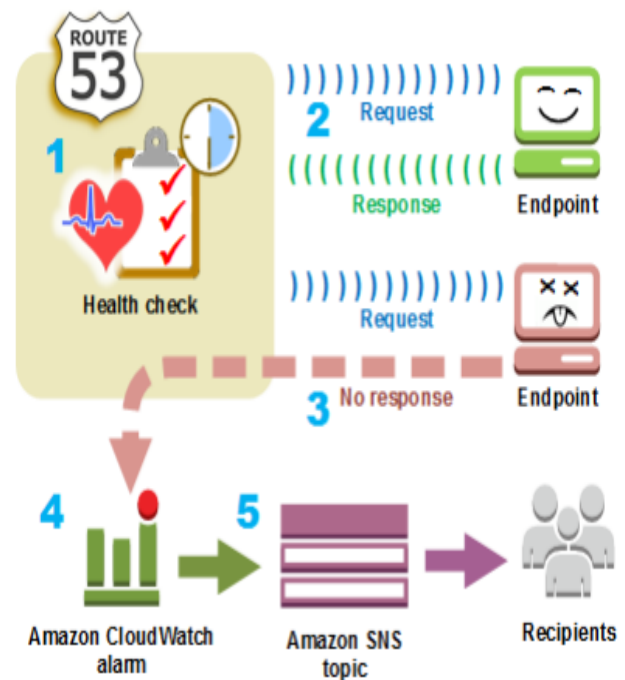 ROUTE
53
1
2
Request
Response
Endpoint
Health check
Request
3
No response
Endpoint
4
5
Amazon CloudWatch
alarm
Amazon SNS
topic
Recipients